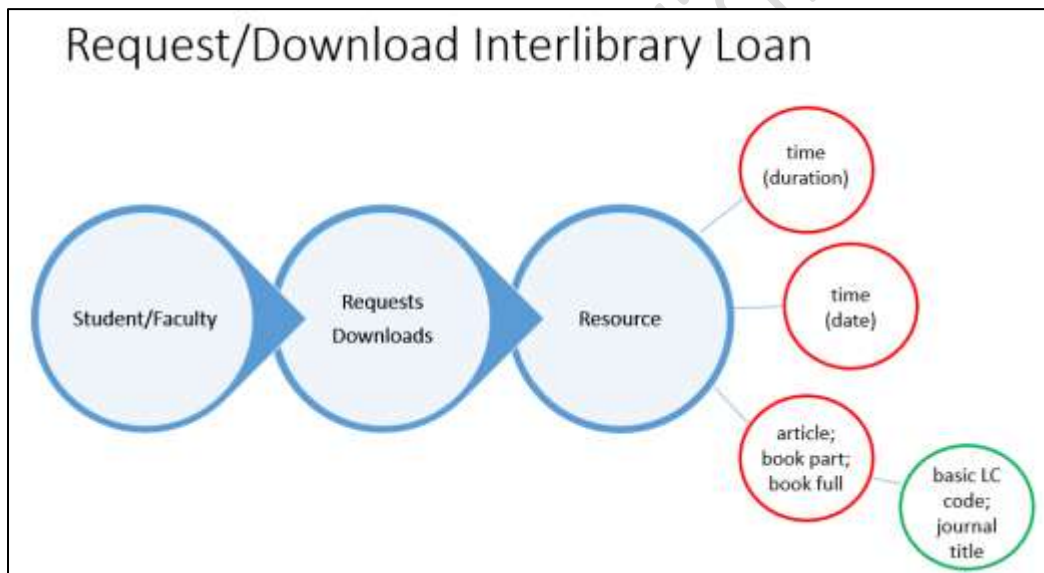 Request/Download Interlibrary Loan
Student/Faculty
Requests
Downloads
Resource
time
(duration)
time
(date)
article;
book part;
book full
basic LC
code;
journal
title